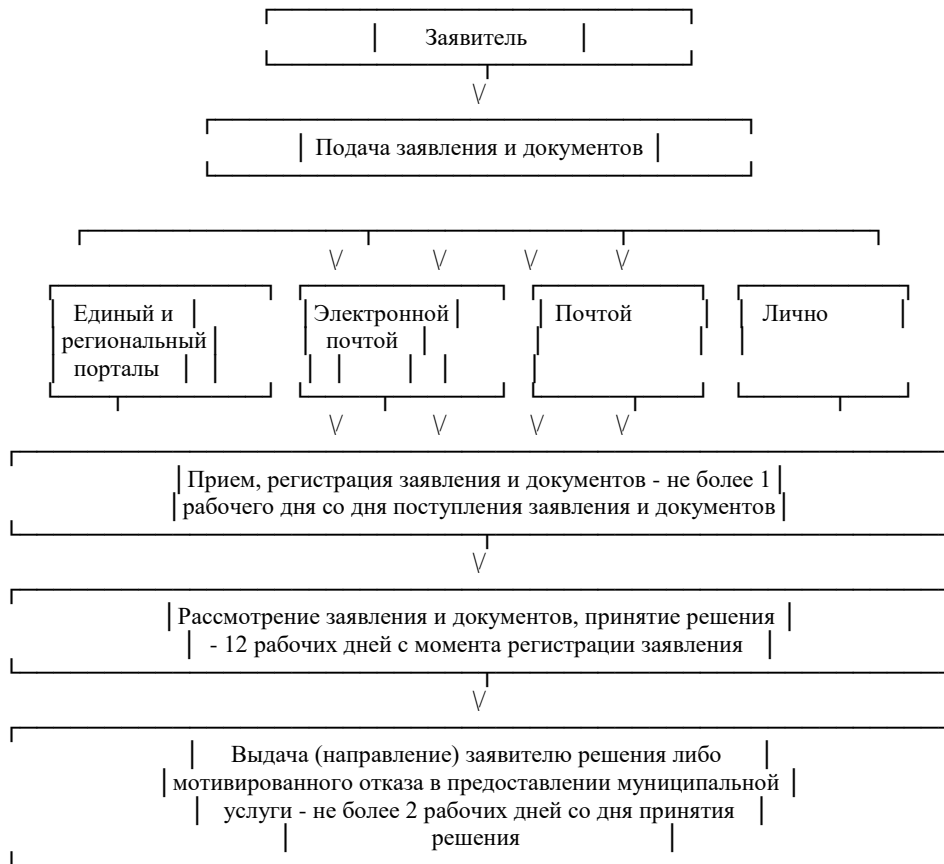 Заявитель
Подача заявления и документов
Единый и
региональный
порталы
Электронной
почтой
Почтой
Лично
Прием, регистрация заявления и документов - не более 1
рабочего дня со дня поступления заявления и документов
Рассмотрение заявления и документов, принятие решения
- 12 рабочих дней с момента регистрации заявления
Выдача (направление) заявителю решения либо
мотивированного отказа в предоставлении муниципальной
услуги - не более 2 рабочих дней со дня принятия
решения